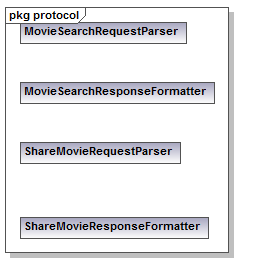 pkg protocol
MovieSearchRequestParser
MovieSearchResponseFormatter
ShareMovieRequestParser
ShareMovieResponseFormatter